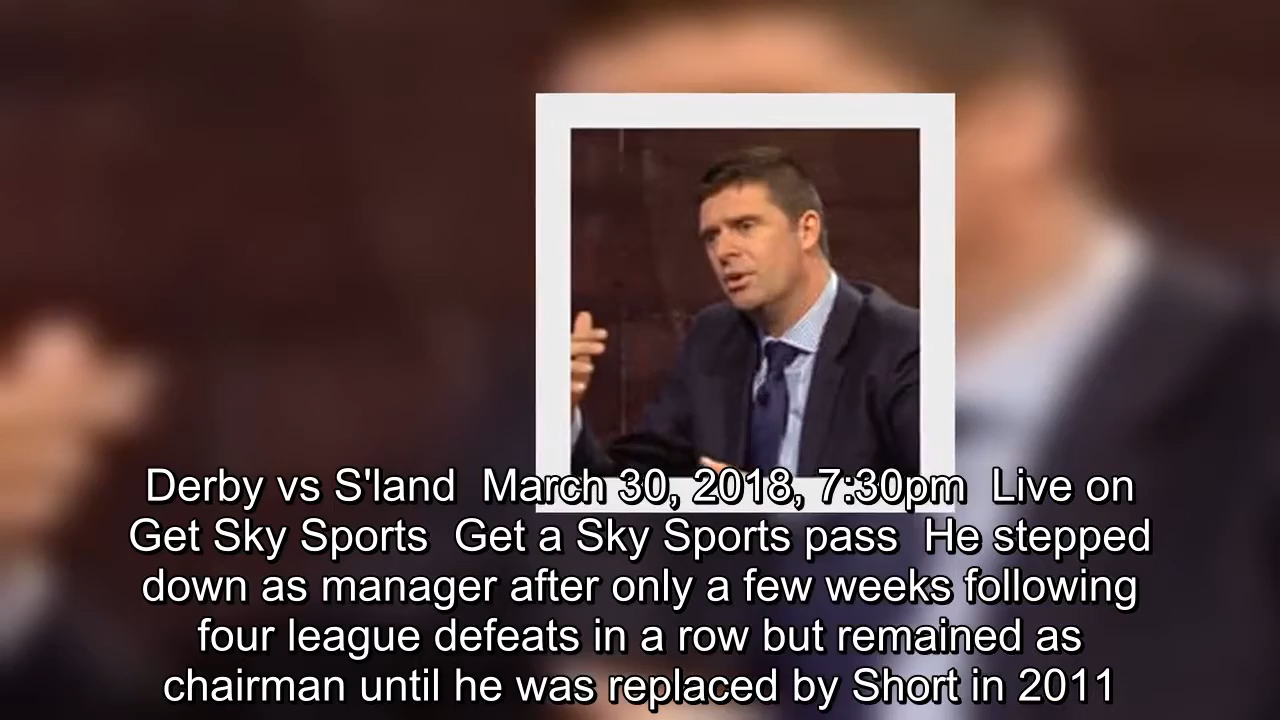 Derby vs S'land  March 30, 2018, 7:30pm  Live on
Get Sky Sports  Get a Sky Sports pass  He stepped
down as manager after only a few weeks following
four league defeats in a row but remained as
chairman until he was replaced by Short in 2011